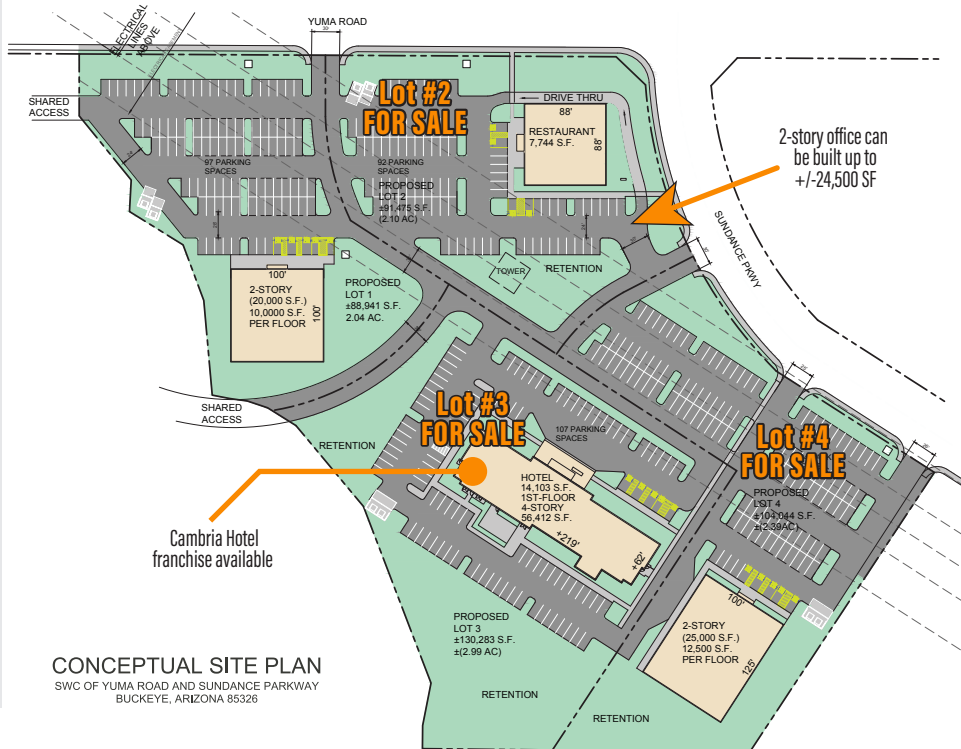 YUMA ROAD
30'
ELECTRICAL
LINES
ABOVE
SHARED
ACCESS
Lot #2
FOR SALE
DRIVE THRU
88'
RESTAURANT
7,744 S.F.
88'
2-story office can
be built up to
+/-24,500 SF
97 PARKING
SPACES
92 PARKING
SPACES
PROPOSED
LOT 2
±91,475 S.F.
(2.10 AC)
SUNDANCE PKWY
TOWER
RETENTION
100'
2-STORY
(20,000 S.F.)
10,0000 S.F.
PER FLOOR
100'
PROPOSED
LOT 1
±88,941 S.F.
2.04 AC.
SHARED
ACCESS
RETENTION
Lot #3
FOR SALE
107 PARKING
SPACES
Lot #4
FOR SALE
PROPOSED
LOT 4
±104,044 S.F.
±(2.39AC)
HOTEL
14,103 S.F.
1ST-FLOOR
4-STORY
56,412 S.F.
±219'
±62'
Cambria Hotel
franchise available
100'
2-STORY
(25,000 S.F.)
12,500 S.F.
PER FLOOR
125'
PROPOSED
LOT 3
±130,283 S.F.
±(2.99 AC)
RETENTION
RETENTION
CONCEPTUAL SITE PLAN
SWC OF YUMA ROAD AND SUNDANCE PARKWAY
BUCKEYE, ARIZONA 85326